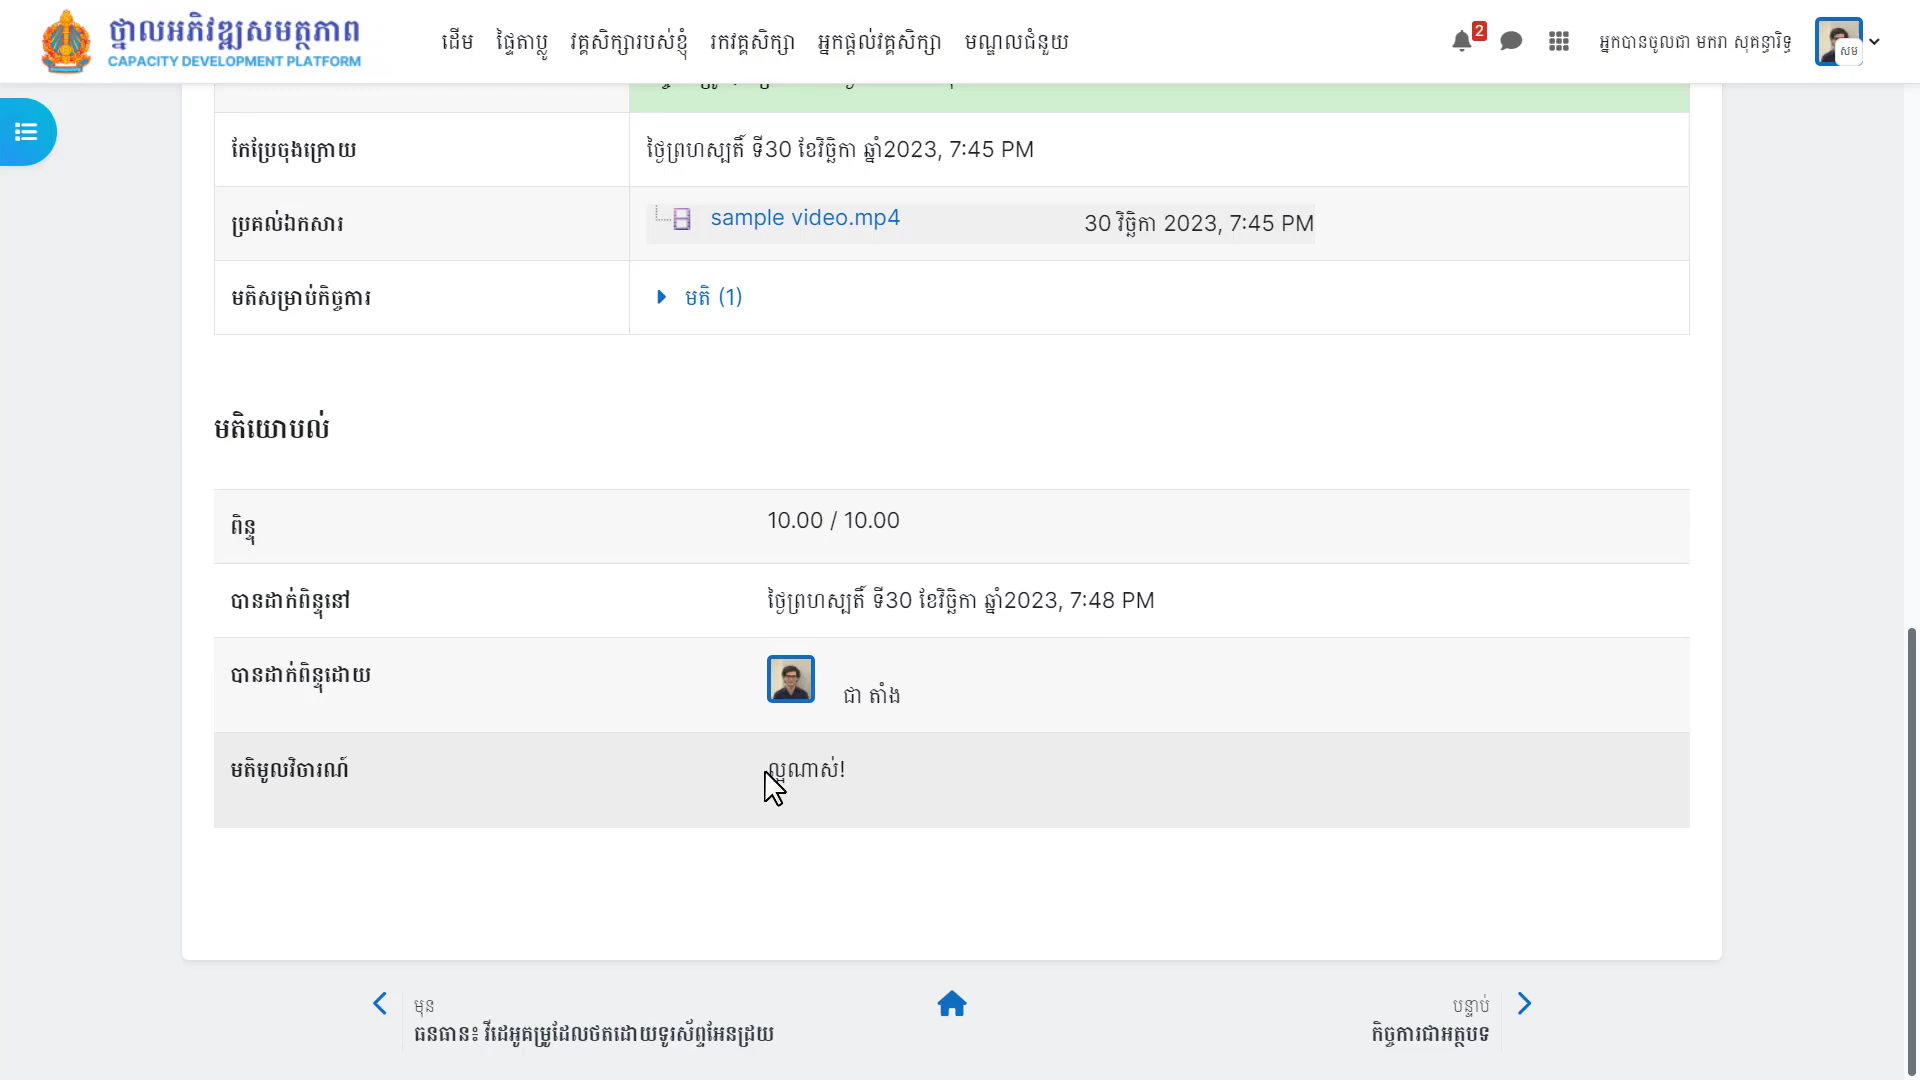 ថ្នាលអភិវឌ្ឍសមត្ថភាព
CAPACITY DEVELOPMENT PLATFORM
ដើម ផ្ទៃតាប្លូ វគ្គសិក្សារបស់ខ្ញុំ រកវគ្គសិក្សា អ្នកផ្តល់វគ្គសិក្សា មណ្ឌលជំនួយ
2
អ្នកបានចូលជា មករា សុគន្ធារិទ្ធ
សម
កែប្រែចុងក្រោយ ថ្ងៃព្រហស្បតិ៍ ទី30 ខែវិច្ឆិកា ឆ្នាំ2023, 7:45 PM
ប្រគល់ឯកសារ sample video.mp4 30 វិច្ឆិកា 2023, 7:45 PM
មតិសម្រាប់កិច្ចការ មតិ (1)
មតិយោបល់
ពិន្ទុ 10.00 / 10.00
បានដាក់ពិន្ទុនៅ ថ្ងៃព្រហស្បតិ៍ ទី30 ខែវិច្ឆិកា ឆ្នាំ2023, 7:48 PM
បានដាក់ពិន្ទុដោយ ជា តាំង
មតិមូលវិចារណ៍ ល្អណាស់!
មុន
ធនធាន៖ វីដេអូគម្រូដែលថតដោយទូរស័ព្ទអែនដ្រយ
បន្ទាប់
កិច្ចការជាអត្ថបទ